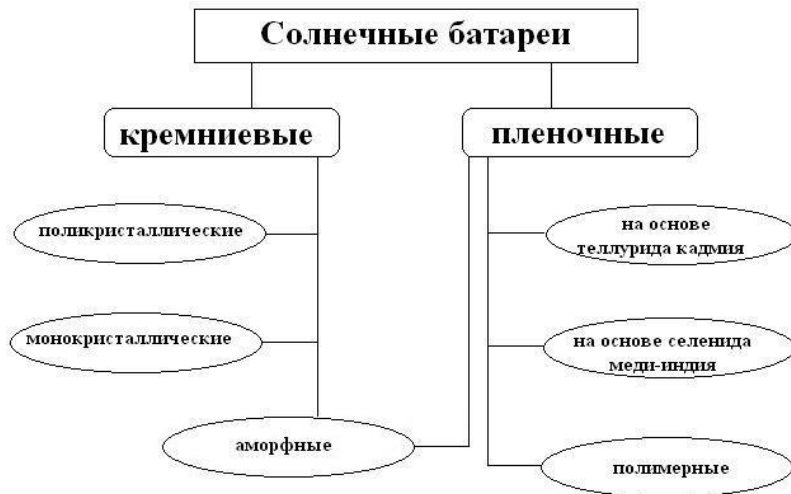 Солнечные батареи
кремниевые
пленочные
поликристаллические
на основе
теллурида кадмия
монокристаллические
на основе селенида
меди-индия
аморфные
полимерные